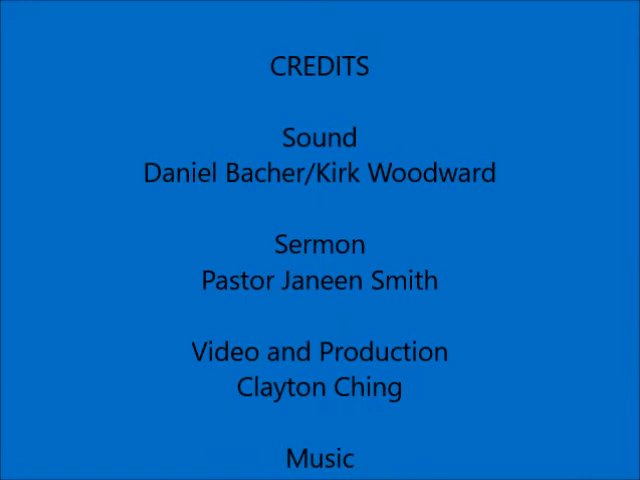 CREDITS
Sound
Daniel Bacher/Kirk Woodward
Sermon
Pastor Janeen Smith
Video and Production
Clayton Ching
Music